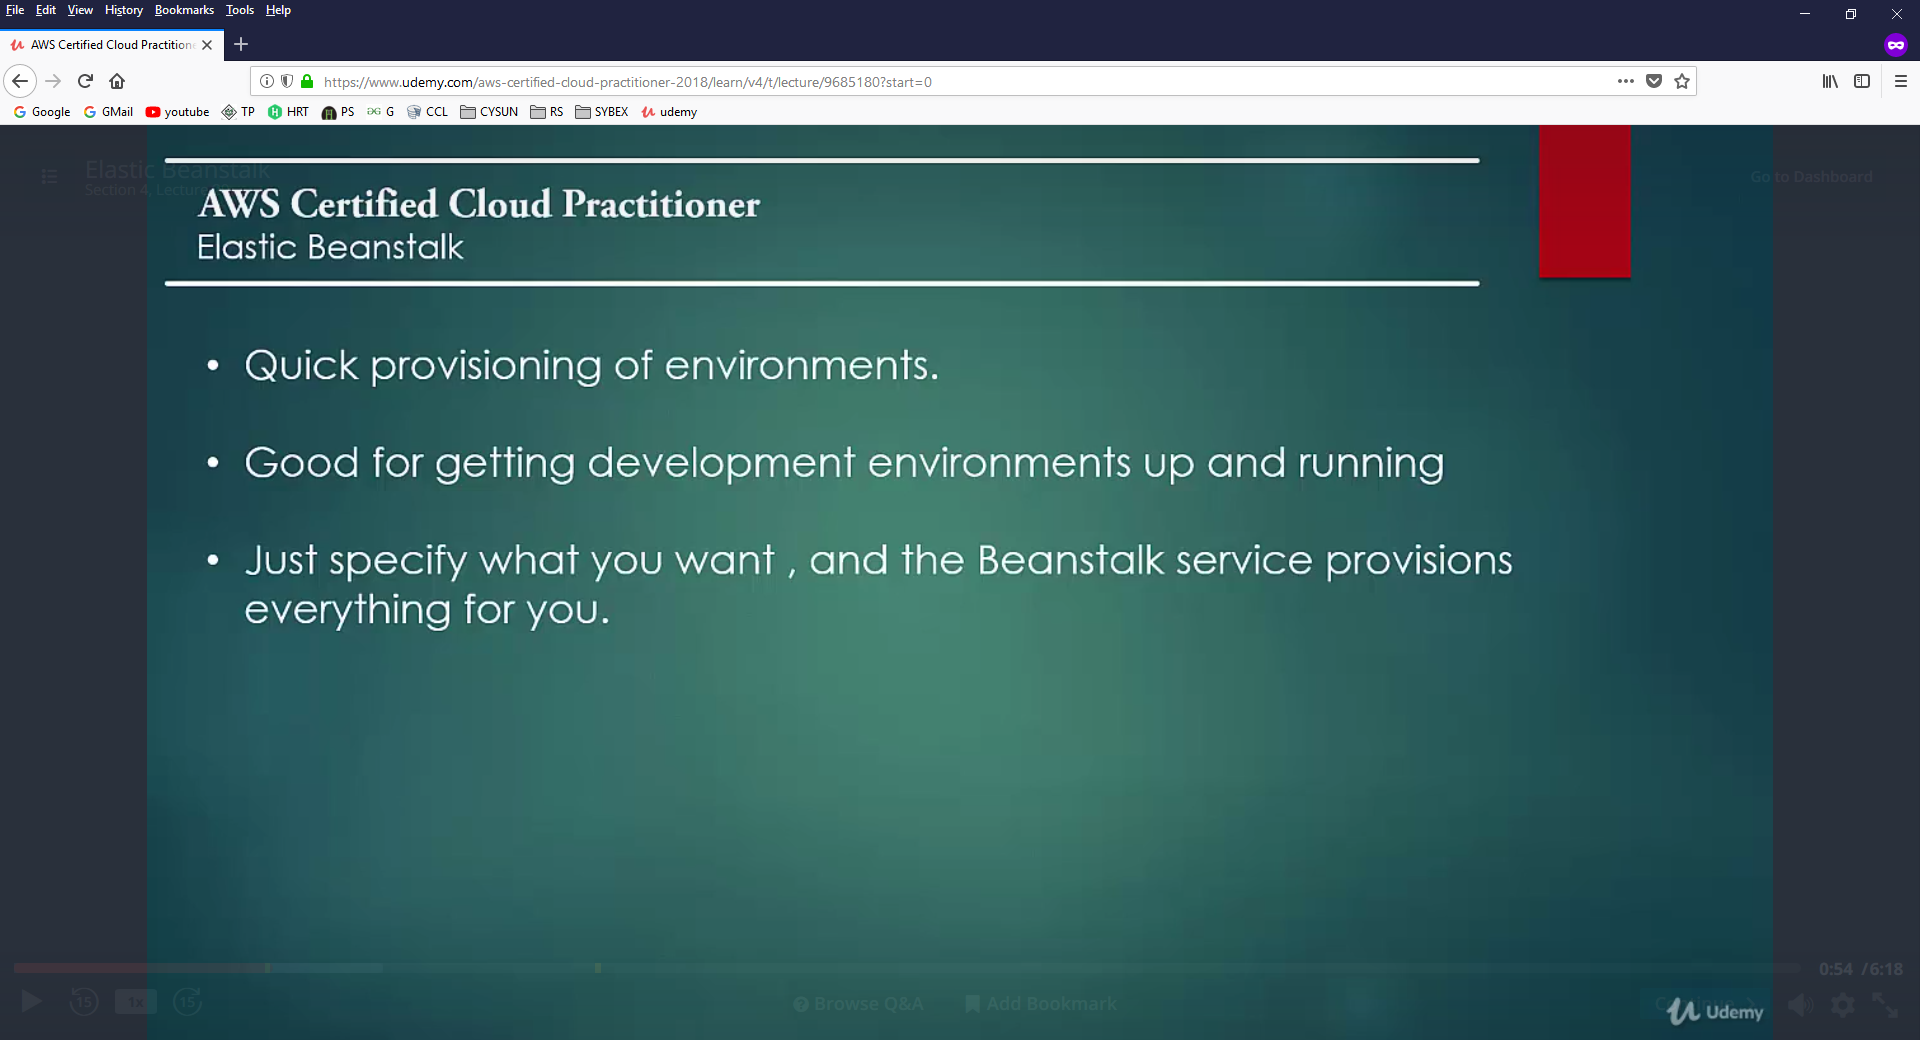 File Edit View History Bookmarks Tools Help
AWS Certified Cloud Practition
https://www.udemy.com/aws-certified-cloud-practitioner-2018/learn/v4/t/lecture/9685180?start=0
Google GMail youtube TP HRT PS G CCL CYSUN RS SYBEX udemy
Elastic Beanstalk
Section 4, Lecture
Go to Dashboard
AWS Certified Cloud Practitioner
Elastic Beanstalk
• Quick provisioning of environments.
• Good for getting development environments up and running
• Just specify what you want , and the Beanstalk service provisions
everything for you.
0:54 / 6:18
15 1x 15 Browse Q&A Add Bookmark
Udemy